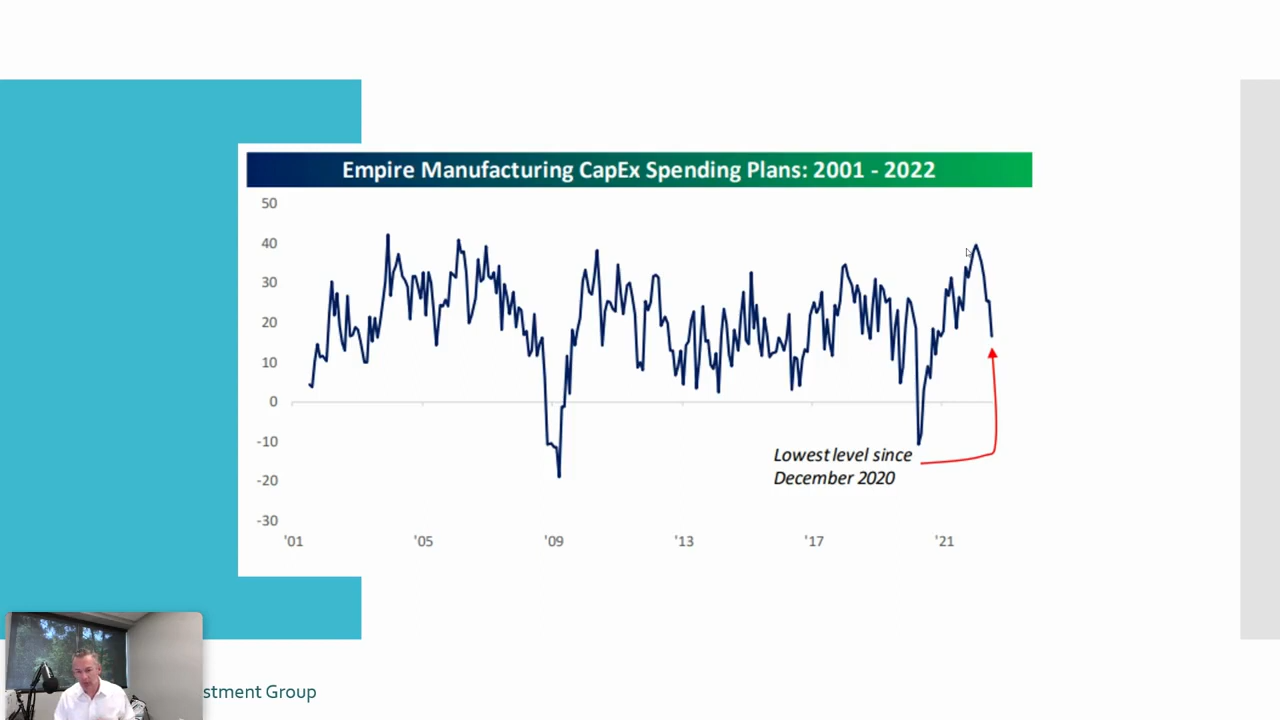 Empire Manufacturing CapEx Spending Plans: 2001 - 2022
50
40
30
20
10
0
-10
-20
-30
Lowest level since
December 2020
'01 '05 '09 '13 '17 '21
Group